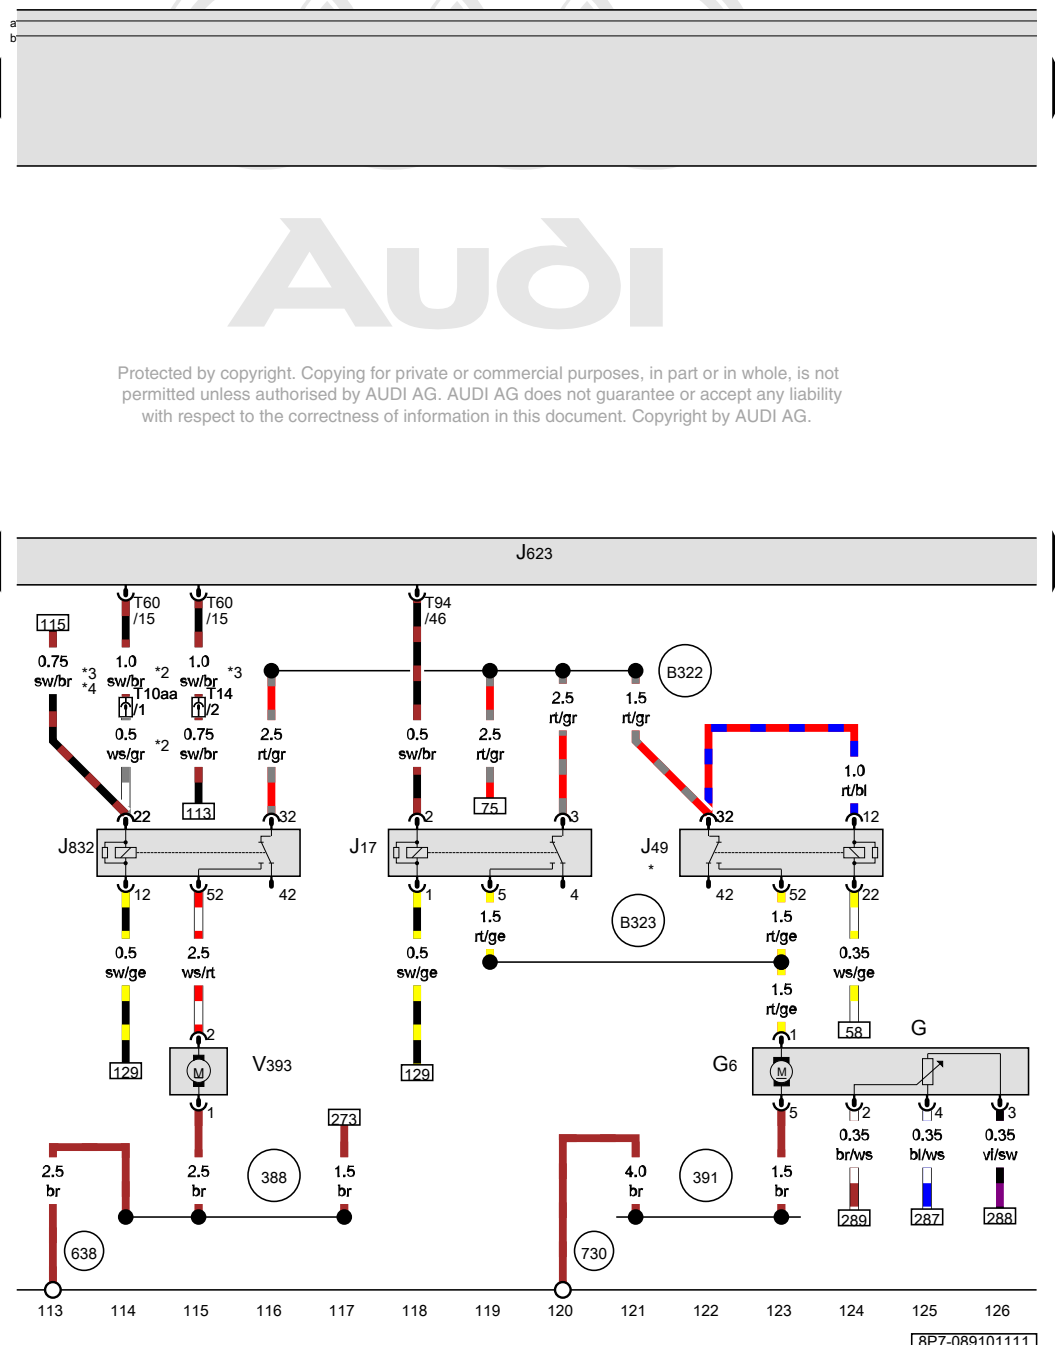 a
b
Audi
Protected by copyright. Copying for private or commercial purposes, in part or in whole, is not
permitted unless authorised by AUDI AG. AUDI AG does not guarantee or accept any liability
with respect to the correctness of information in this document. Copyright by AUDI AG.
J623
T60
/15
T60
/15
T94
/46
115
0.75
sw/br
*3
*4
1.0
sw/br
*2
1.0
sw/br
*3
B322
T10aa
/1
T14
/2
2.5
rt/gr
1.5
rt/gr
0.5
ws/gr
*2
0.75
sw/br
2.5
rt/gr
0.5
sw/br
2.5
rt/gr
1.0
rt/bl
113
75
22
32
2
3
32
12
J832
J17
J49
*
12
52
42
1
5
4
42
52
22
B323
1.5
rt/ge
1.5
rt/ge
0.5
sw/ge
2.5
ws/rt
0.5
sw/ge
0.35
ws/ge
1.5
rt/ge
58
G
2
1
129
V393
129
G6
M
M
1
5
2
4
3
273
2.5
br
2.5
br
388
1.5
br
4.0
br
391
1.5
br
0.35
br/ws
0.35
bl/ws
0.35
vi/sw
289
287
288
638
730
113
114
115
116
117
118
119
120
121
122
123
124
125
126
8P7-089101111